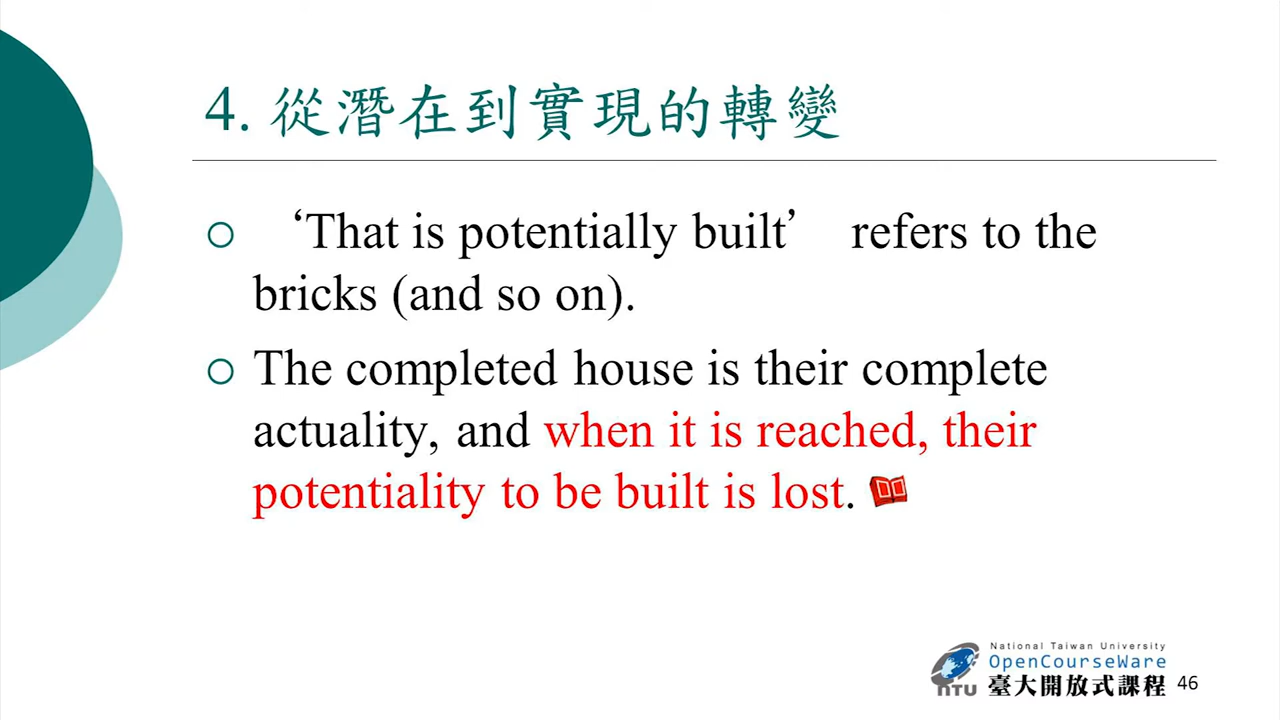 4. 從潛在到實現的轉變
‘That is potentially built’ refers to the
bricks (and so on).
The completed house is their complete
actuality, and when it is reached, their
potentiality to be built is lost.
National Taiwan University
OpenCourseWare
NTU 臺大開放式課程 46